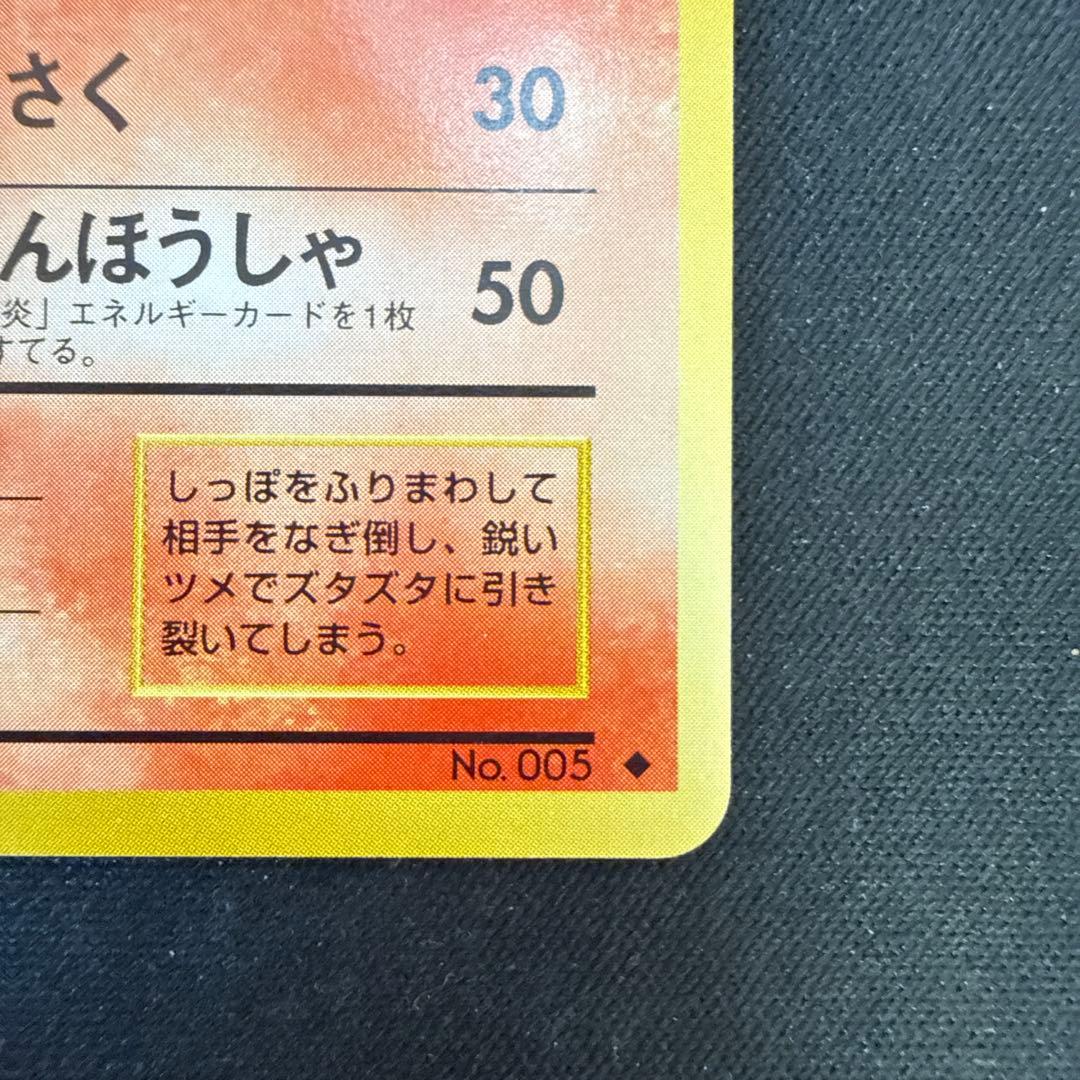 さく 30
んほうしゃ 50
炎」エネルギーカードを1枚
すてる。
しっぽをふりまわして
相手をなぎ倒し、鋭い
ツメでズタズタに引き
裂いてしまう。
No. 005 ◆